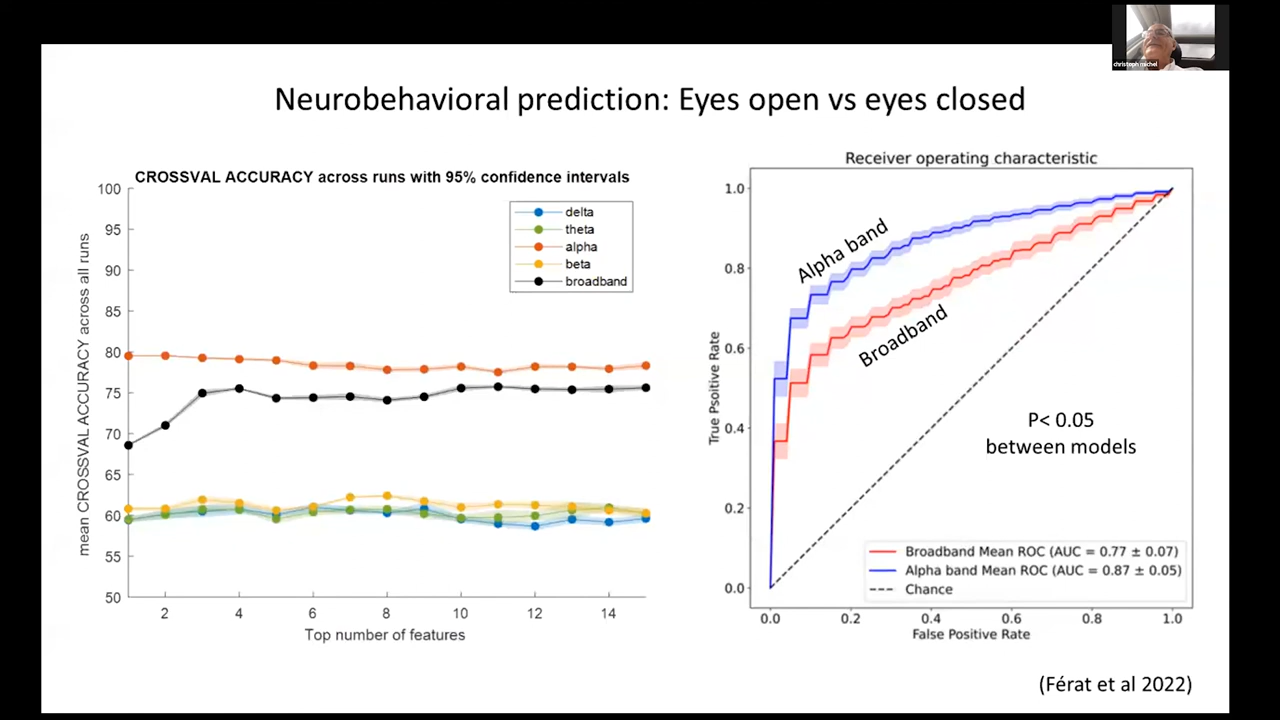 christoph michel
Neurobehavioral prediction: Eyes open vs eyes closed
CROSSVAL ACCURACY across runs with 95% confidence intervals
mean CROSSVAL ACCURACY across all runs
100
95
90
85
80
75
70
65
60
55
50
delta
theta
alpha
beta
broadband
2
4
6
8
10
12
14
Top number of features
Receiver operating characteristic
True Psoitive Rate
1.0
0.8
0.6
0.4
0.2
0.0
Alpha band
Broadband
P< 0.05
between models
Broadband Mean ROC (AUC = 0.77 ± 0.07)
Alpha band Mean ROC (AUC = 0.87 ± 0.05)
Chance
0.0
0.2
0.4
0.6
0.8
1.0
False Positive Rate
(Férat et al 2022)